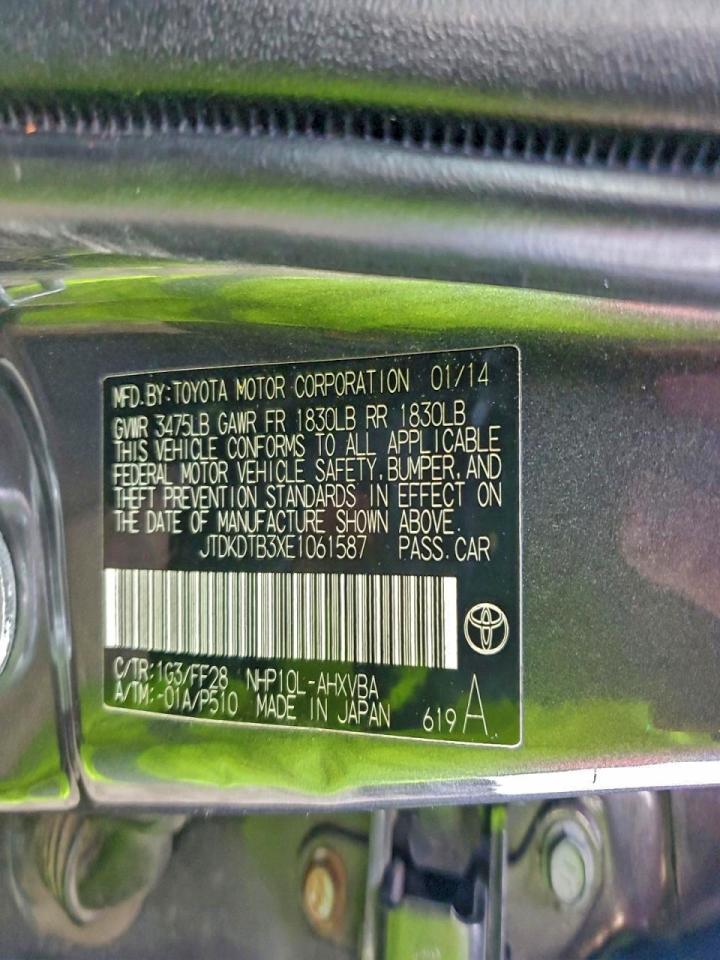 MFD.BY:TOYOTA MOTOR CORPORATION 01/14
GVWR 3475LB GAWR FR 1830LB RR 1830LB
THIS VEHICLE CONFORMS TO ALL APPLICABLE
FEDERAL MOTOR VEHICLE SAFETY, BUMPER, AND
THEFT PREVENTION STANDARDS IN EFFECT ON
THE DATE OF MANUFACTURE SHOWN ABOVE.
JTDKDTB3XE1061587 PASS.CAR
C/TR:1G3/FF28 NHP10L-AHXVBA
A/TM:-01A/P510 MADE IN JAPAN 619 A